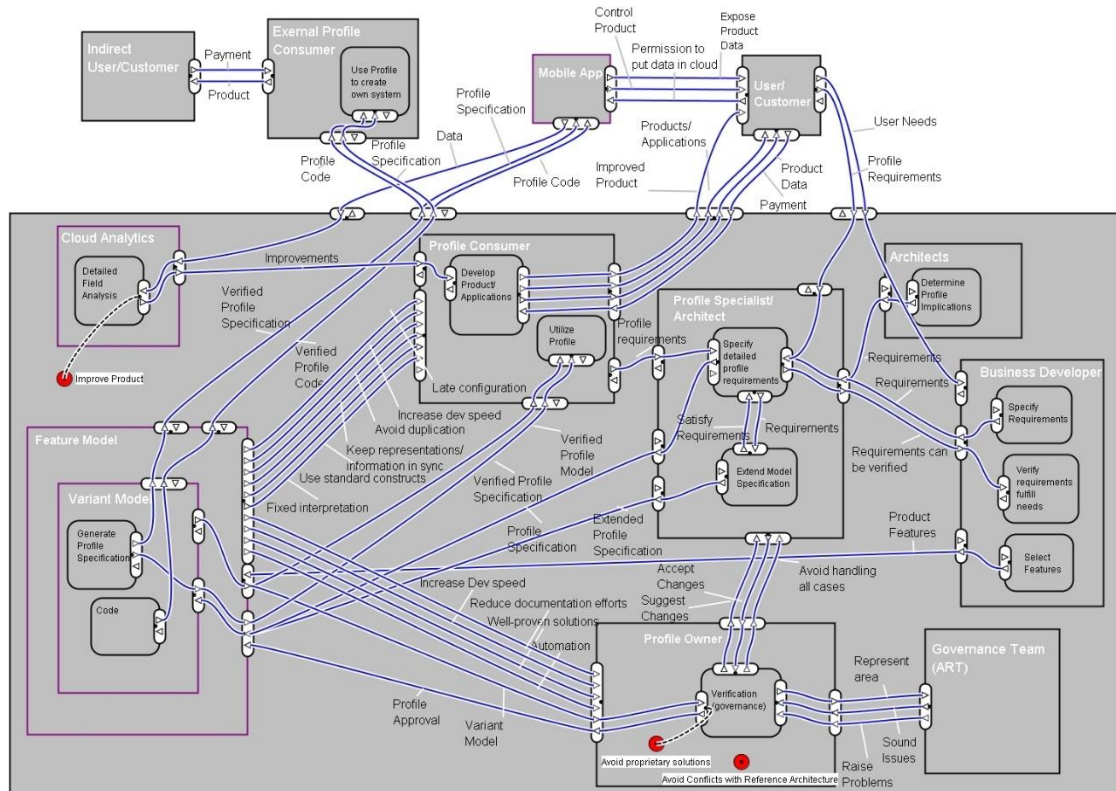 Control
Product
Expose
Product
Data
Permission to
put data in cloud
Indirect
User/Customer
Payment
Product
Exernal Profile
Consumer
Use Profile
to create
own system
Mobile App
User/
Customer
Profile
Specification
Data
Profile
Code
Profile
Specification
Profile Code
Products/
Applications
Improved
Product
Product
Data
Payment
User Needs
Profile
Requirements
Cloud Analytics
Detailed
Field
Analysis
Improve Product
Improvements
Profile Consumer
Develop
Product/
Applications
Utilize
Profile
Profile
requirements
Profile Specialist/
Architect
Specify
detailed
profile
requirements
Satisfy
Requirements
Requirements
Extend Model
Specification
Architects
Determine
Profile
Implications
Requirements
Requirements
Requirements can
be verified
Business Developer
Specify
Requirements
Verify
requirements
fulfill
needs
Select
Features
Product
Features
Verified
Profile
Specification
Verified
Profile
Code
Late configuration
Increase dev speed
Avoid duplication
Keep representations/
information in sync
Use standard constructs
Fixed interpretation
Verified
Profile
Model
Verified Profile
Specification
Profile
Specification
Extended
Profile
Specification
Feature Model
Variant Model
Generate
Profile
Specification
Code
Increase Dev speed
Reduce documentation efforts
Well-proven solutions
Automation
Profile
Approval
Variant
Model
Accept
Changes
Suggest
Changes
Avoid handling
all cases
Profile Owner
Verification
/governance)
Avoid proprietary solutions
Avoid Conflicts with Reference Architecture
Represent
area
Sound
Issues
Raise
Problems
Governance Team
(ART)